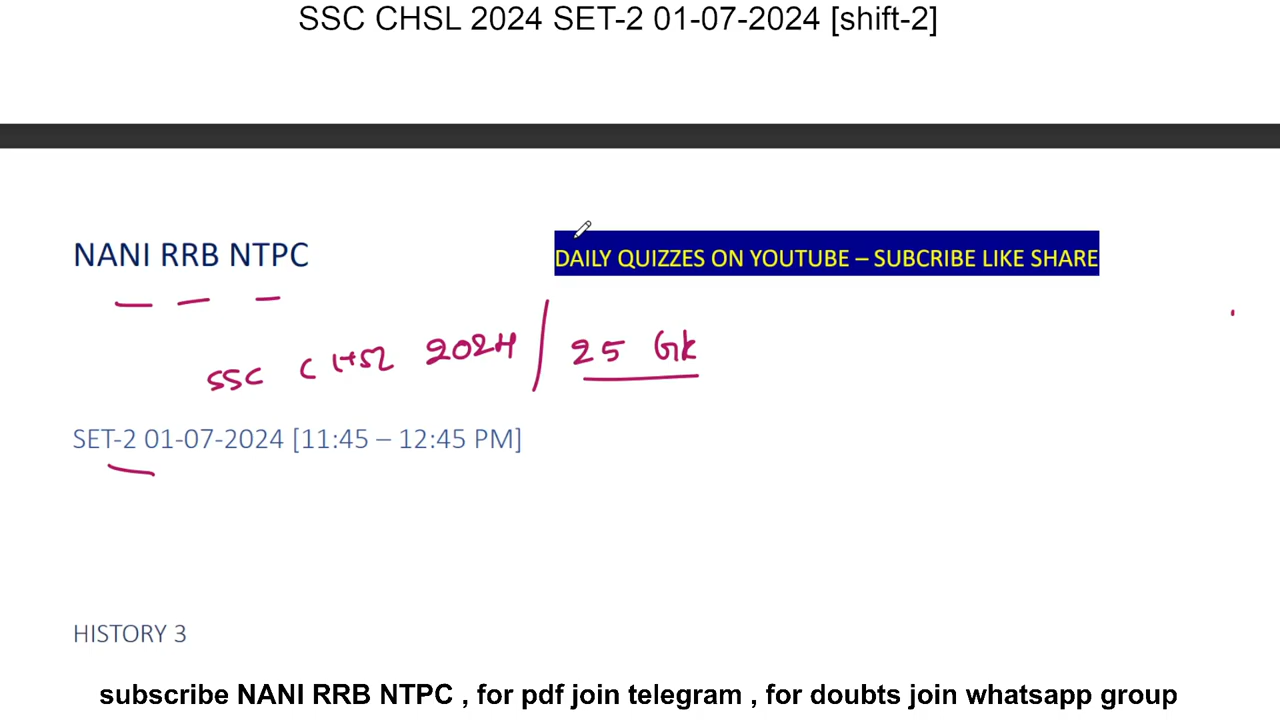 SSC CHSL 2024 SET-2 01-07-2024 [shift-2]
NANI RRB NTPC
DAILY QUIZZES ON YOUTUBE – SUBCRIBE LIKE SHARE
SSC CHSL 2024 / 25 Gk
SET-2 01-07-2024 [11:45 – 12:45 PM]
HISTORY 3
subscribe NANI RRB NTPC , for pdf join telegram , for doubts join whatsapp group